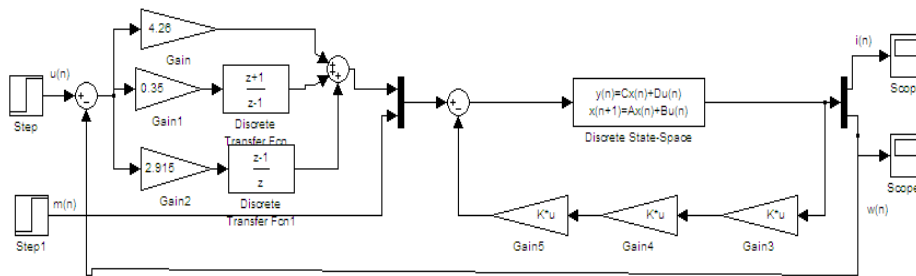 4.26
Gain
u(n)
Step
0.35
Gain1
z+1
z-1
Discrete
Transfer Fcn
2.915
Gain2
z-1
z
Discrete
Transfer Fcn1
m(n)
Step1
y(n)=Cx(n)+Du(n)
x(n+1)=Ax(n)+Bu(n)
Discrete State-Space
K*u
Gain5
K*u
Gain4
K*u
Gain3
i(n)
Scop
Scope
w(n)